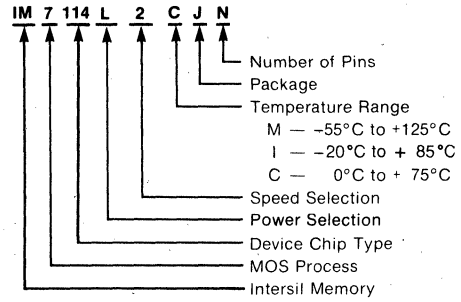 IM 7 114 L 2 C J N
Number of Pins
Package
Temperature Range
M — -55°C to +125°C
I — -20°C to + 85°C
C — 0°C to + 75°C
Speed Selection
Power Selection
Device Chip Type
MOS Process
Intersil Memory